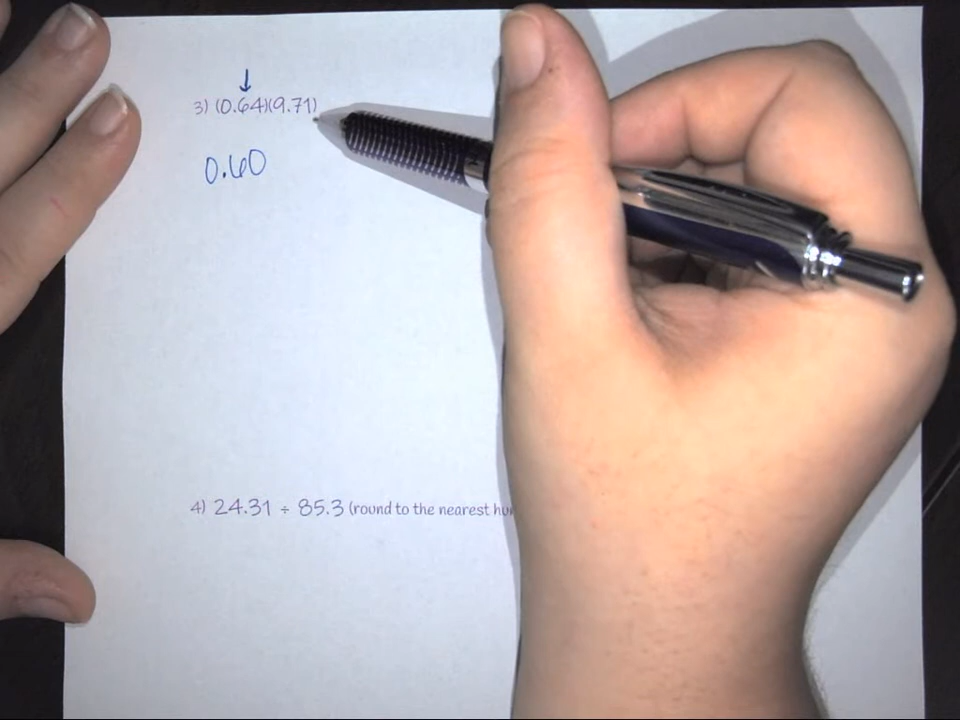 ↓
3) (0.64)(9.71)
0.60
4) 24.31 ÷ 85.3 (round to the nearest